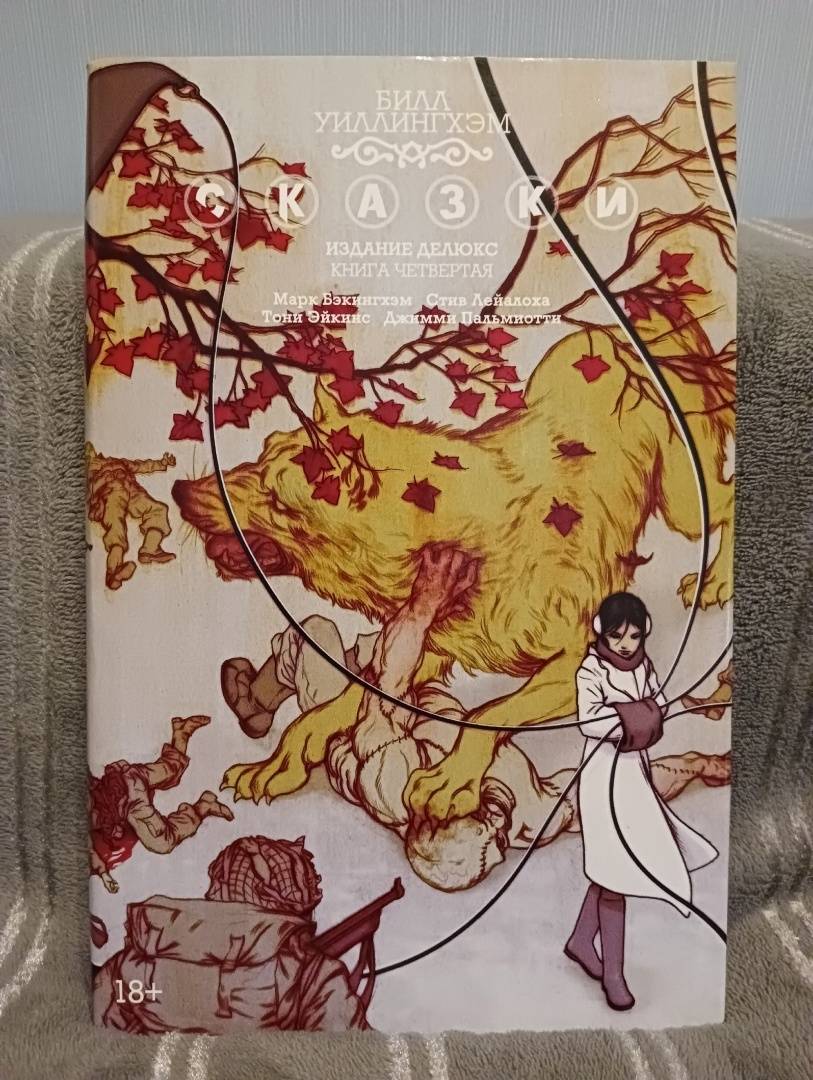 БИЛЛ
УИЛЛИНГХЭМ
СКАЗКИ
ИЗДАНИЕ ДЕЛЮКС
КНИГА ЧЕТВЕРТАЯ
Марк Бэкингхэм Стив Лейалоха
Тони Эйкинс Джимми Пальмиотти
18+